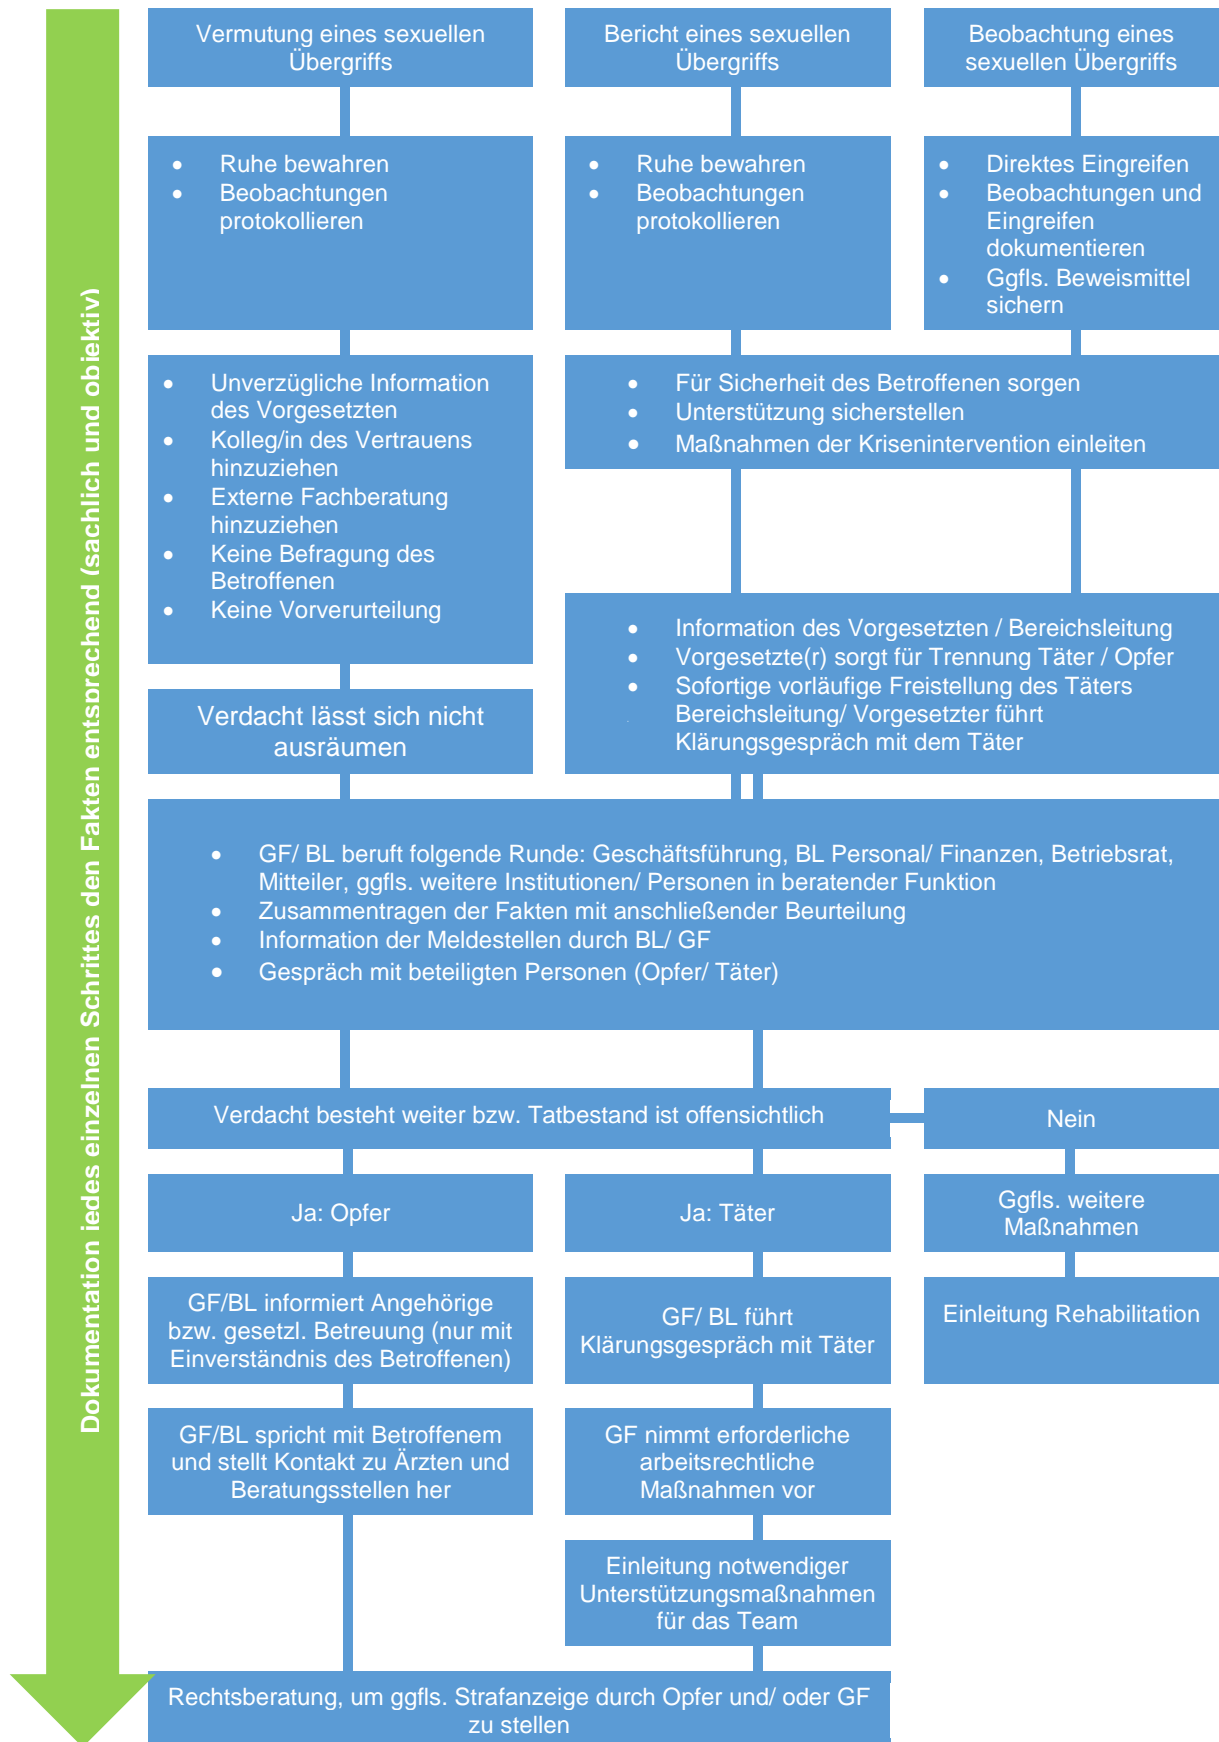 Dokumentation jedes einzelnen Schrittes den Fakten entsprechend (sachlich und objektiv)
Vermutung eines sexuellen
Übergriffs
Bericht eines sexuellen
Übergriffs
Beobachtung eines
sexuellen Übergriffs
• Ruhe bewahren
• Beobachtungen
protokollieren
• Ruhe bewahren
• Beobachtungen
protokollieren
• Direktes Eingreifen
• Beobachtungen und
Eingreifen
dokumentieren
• Ggfls. Beweismittel
sichern
• Unverzügliche Information
des Vorgesetzten
• Kolleg/in des Vertrauens
hinzuziehen
• Externe Fachberatung
hinzuziehen
• Keine Befragung des
Betroffenen
• Keine Vorverurteilung
• Für Sicherheit des Betroffenen sorgen
• Unterstützung sicherstellen
• Maßnahmen der Krisenintervention einleiten
• Information des Vorgesetzten / Bereichsleitung
• Vorgesetzte(r) sorgt für Trennung Täter / Opfer
• Sofortige vorläufige Freistellung des Täters
Bereichsleitung/ Vorgesetzter führt
Klärungsgespräch mit dem Täter
Verdacht lässt sich nicht
ausräumen
• GF/ BL beruft folgende Runde: Geschäftsführung, BL Personal/ Finanzen, Betriebsrat,
Mitteiler, ggfls. weitere Institutionen/ Personen in beratender Funktion
• Zusammentragen der Fakten mit anschließender Beurteilung
• Information der Meldestellen durch BL/ GF
• Gespräch mit beteiligten Personen (Opfer/ Täter)
Verdacht besteht weiter bzw. Tatbestand ist offensichtlich
Nein
Ja: Opfer
Ja: Täter
Ggfls. weitere
Maßnahmen
GF/BL informiert Angehörige
bzw. gesetzl. Betreuung (nur mit
Einverständnis des Betroffenen)
GF/ BL führt
Klärungsgespräch mit Täter
Einleitung Rehabilitation
GF/BL spricht mit Betroffenem
und stellt Kontakt zu Ärzten und
Beratungsstellen her
GF nimmt erforderliche
arbeitsrechtliche
Maßnahmen vor
Einleitung notwendiger
Unterstützungsmaßnahmen
für das Team
Rechtsberatung, um ggfls. Strafanzeige durch Opfer und/ oder GF
zu stellen